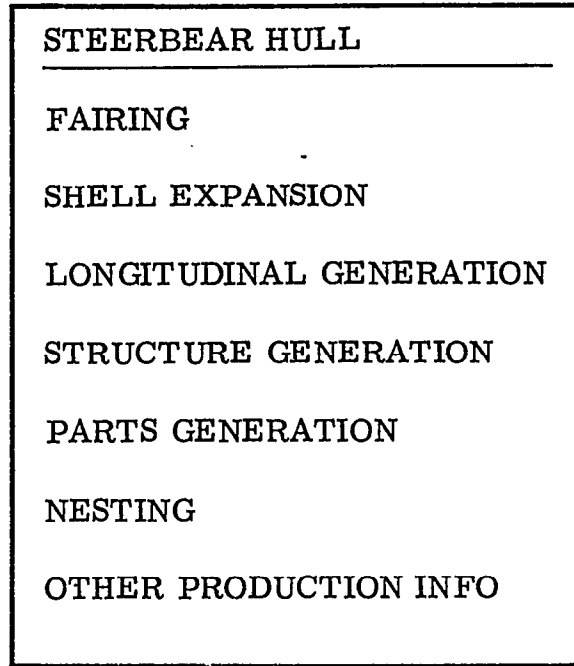 STEERBEAR HULL
FAIRING
SHELL EXPANSION
LONGITUDINAL GENERATION
STRUCTURE GENERATION
PARTS GENERATION
NESTING
OTHER PRODUCTION INFO